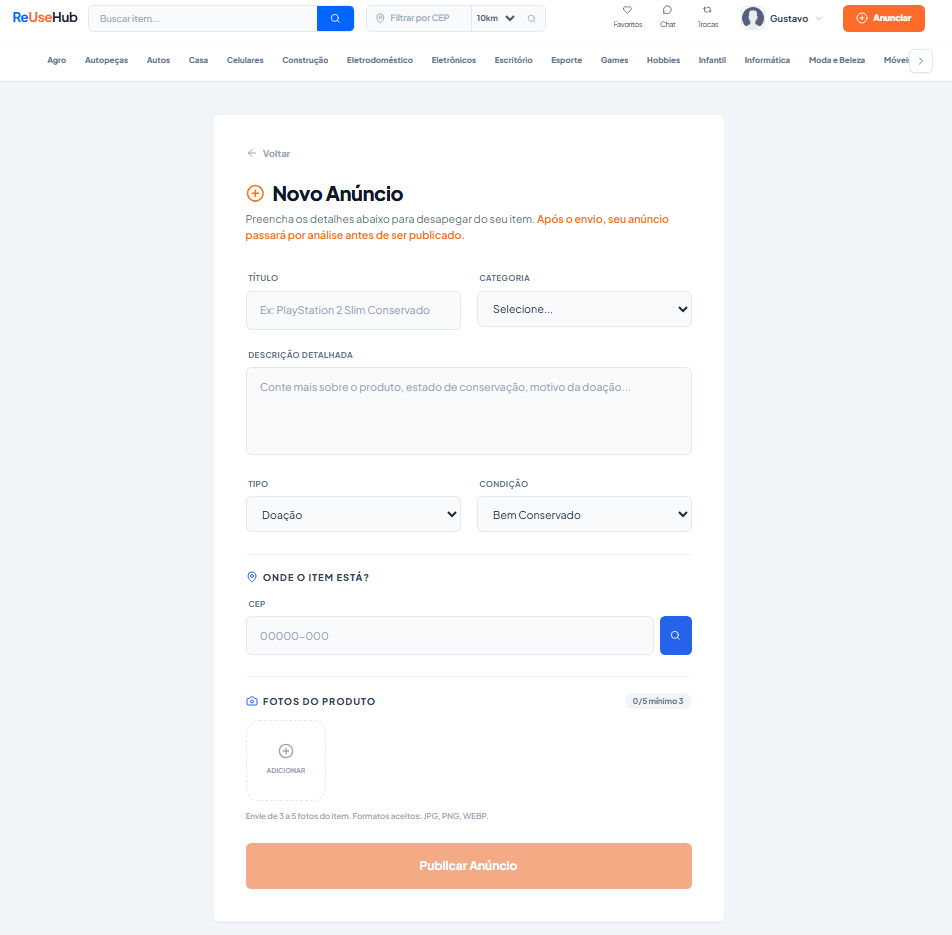 ReUseHub
Buscar item...
Filtrar por CEP
10km
Favoritos
Chat
Trocas
Gustavo
Anunciar
Agro Autopeças Autos Casa Celulares Construção Eletrodoméstico Eletrônicos Escritório Esporte Games Hobbies Infantil Informática Moda e Beleza Móvei
Voltar
Novo Anúncio
Preencha os detalhes abaixo para desapegar do seu item. Após o envio, seu anúncio
passará por análise antes de ser publicado.
TÍTULO
CATEGORIA
Ex: PlayStation 2 Slim Conservado
Selecione...
DESCRIÇÃO DETALHADA
Conte mais sobre o produto, estado de conservação, motivo da doação...
TIPO
CONDIÇÃO
Doação
Bem Conservado
ONDE O ITEM ESTÁ?
CEP
00000-000
FOTOS DO PRODUTO
0/5 mínimo 3
ADICIONAR
Envie de 3 a 5 fotos do item. Formatos aceitos: JPG, PNG, WEBP.
Publicar Anúncio